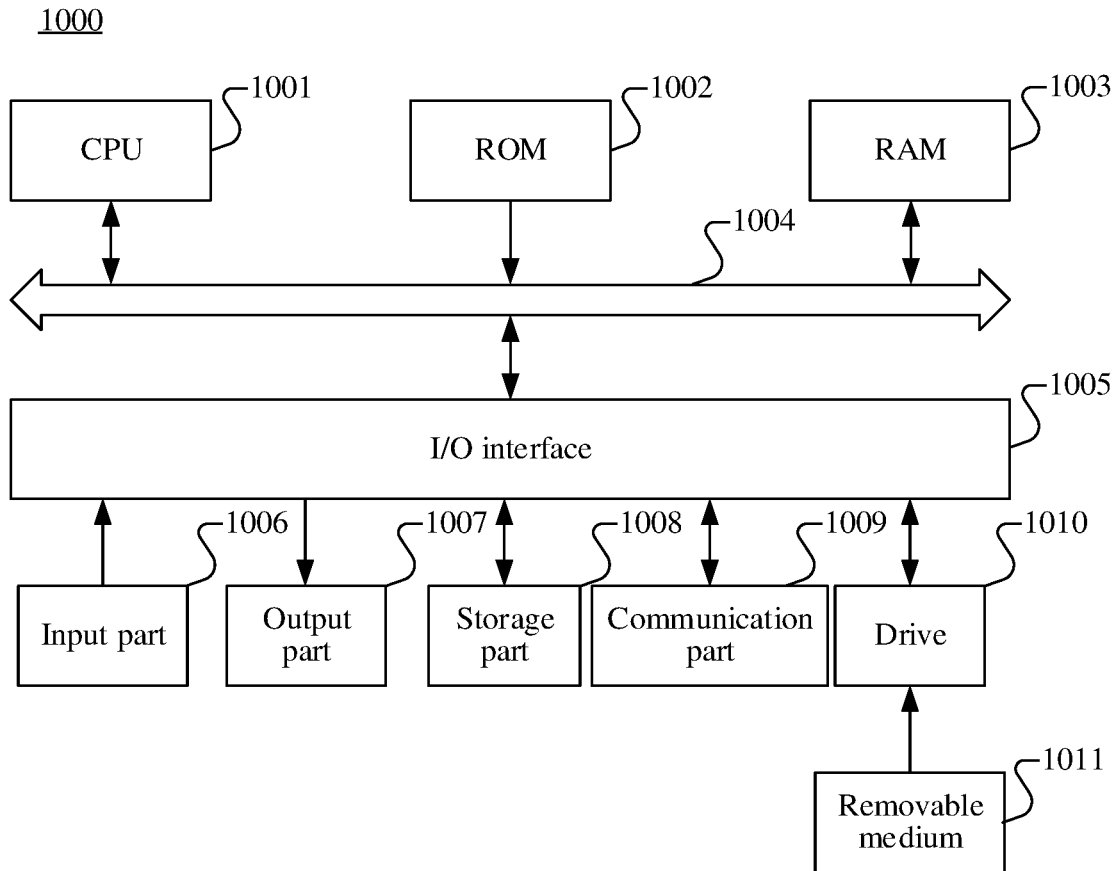 1000
1001
1002
1003
CPU
ROM
RAM
1004
1005
I/O interface
1006
1007
1008
1009
1010
Input part
Output
part
Storage
part
Communication
part
Drive
1011
Removable
medium